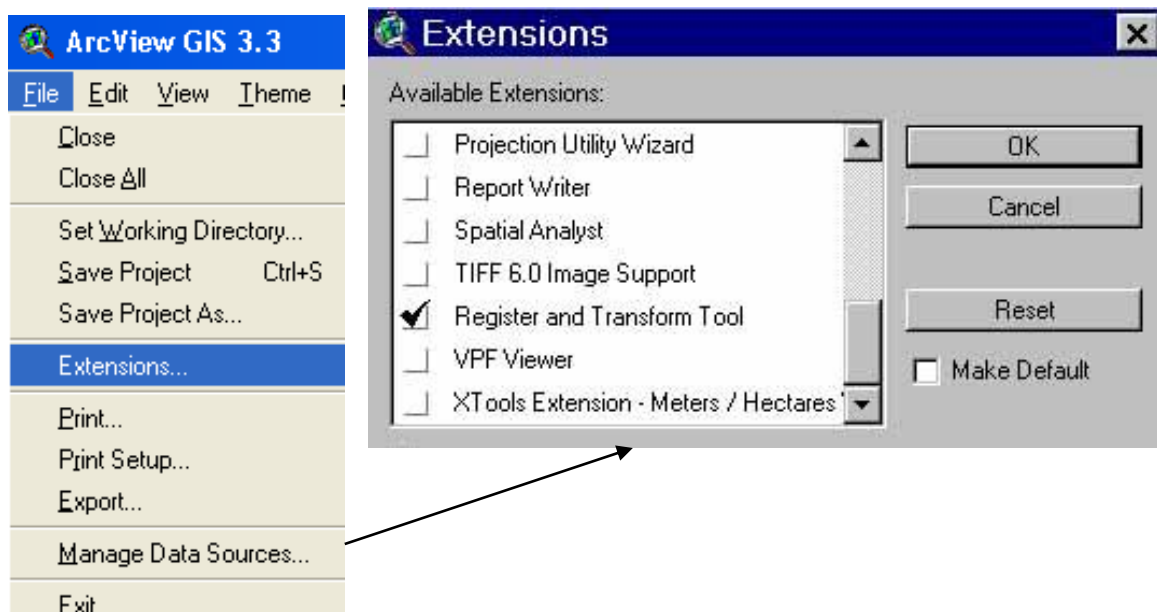 ArcView GIS 3.3
File Edit View Theme
Close
Close All
Set Working Directory...
Save Project Ctrl+S
Save Project As...
Extensions...
Print...
Print Setup...
Export...
Manage Data Sources...
Exit
Extensions
Available Extensions:
Projection Utility Wizard
Report Writer
Spatial Analyst
TIFF 6.0 Image Support
Register and Transform Tool
VPF Viewer
XTools Extension - Meters / Hectares
OK
Cancel
Reset
Make Default